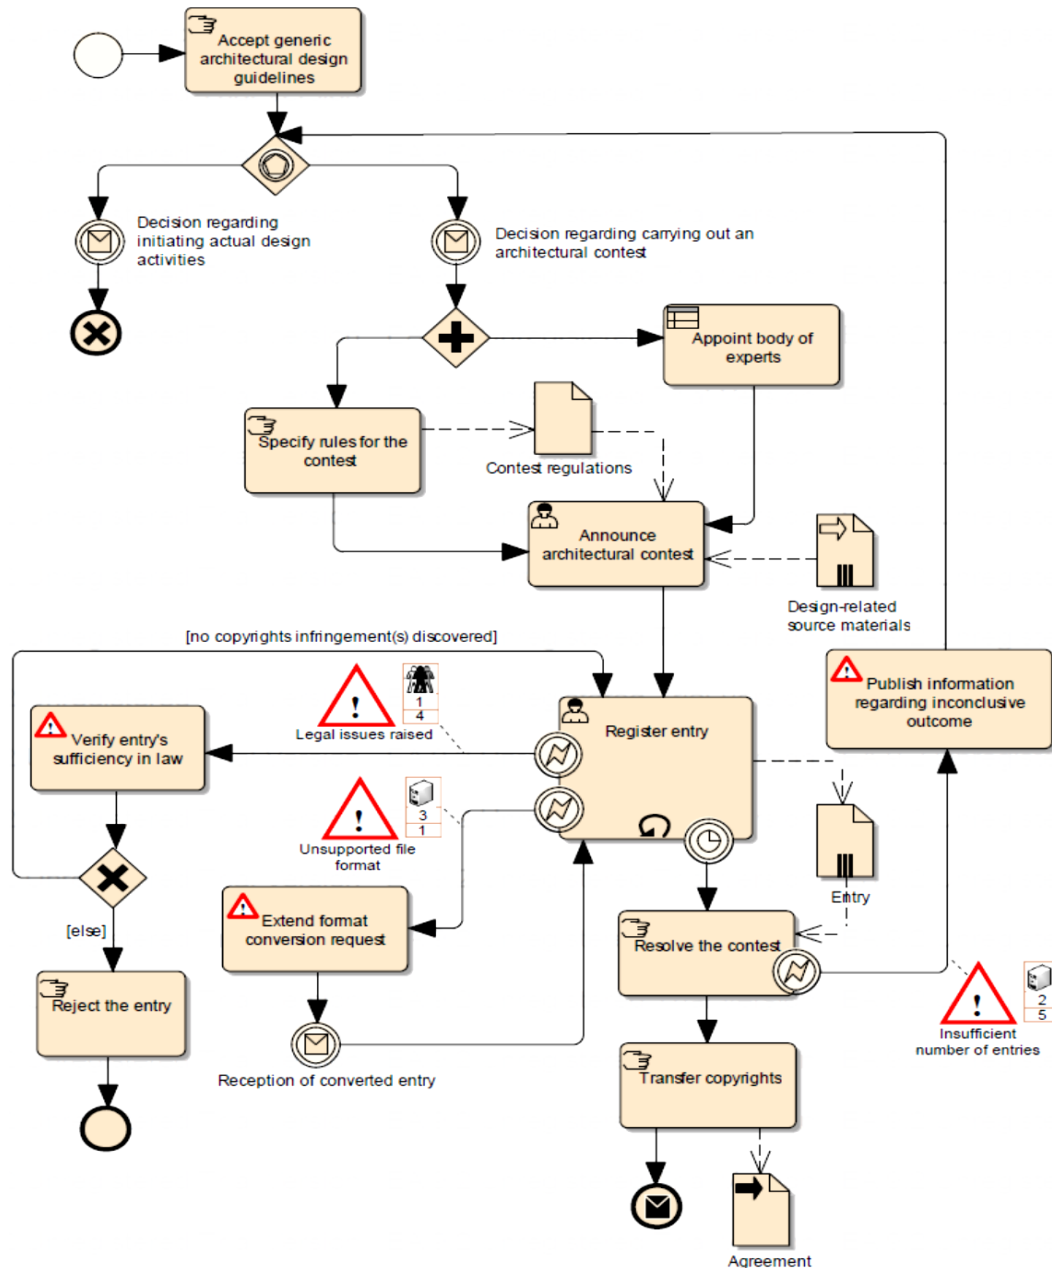 Accept generic
architectural design
guidelines
Decision regarding
initiating actual design
activities
Decision regarding carrying out an
architectural contest
Appoint body of
experts
Specify rules for the
contest
Contest regulations
Announce
architectural contest
Design-related
source materials
[no copyrights infringement(s) discovered]
Publish information
regarding inconclusive
outcome
!
!
1
4
Legal issues raised
Register entry
!
Verify entry's
sufficiency in law
!
3
1
Unsupported file
format
Entry
[else]
!
Extend format
conversion request
Resolve the contest
Reject the entry
!
2
5
Insufficient
number of entries
Reception of converted entry
Transfer copyrights
Agreement